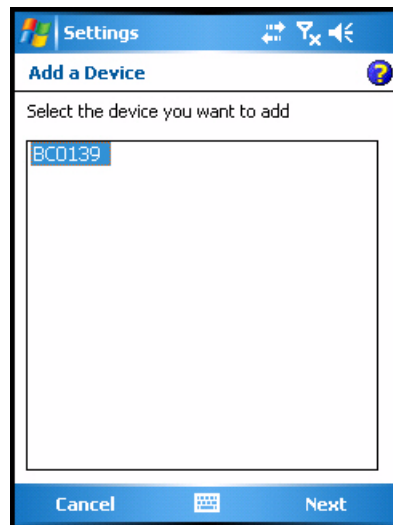 Settings
Add a Device
Select the device you want to add
BC0139
Cancel Next